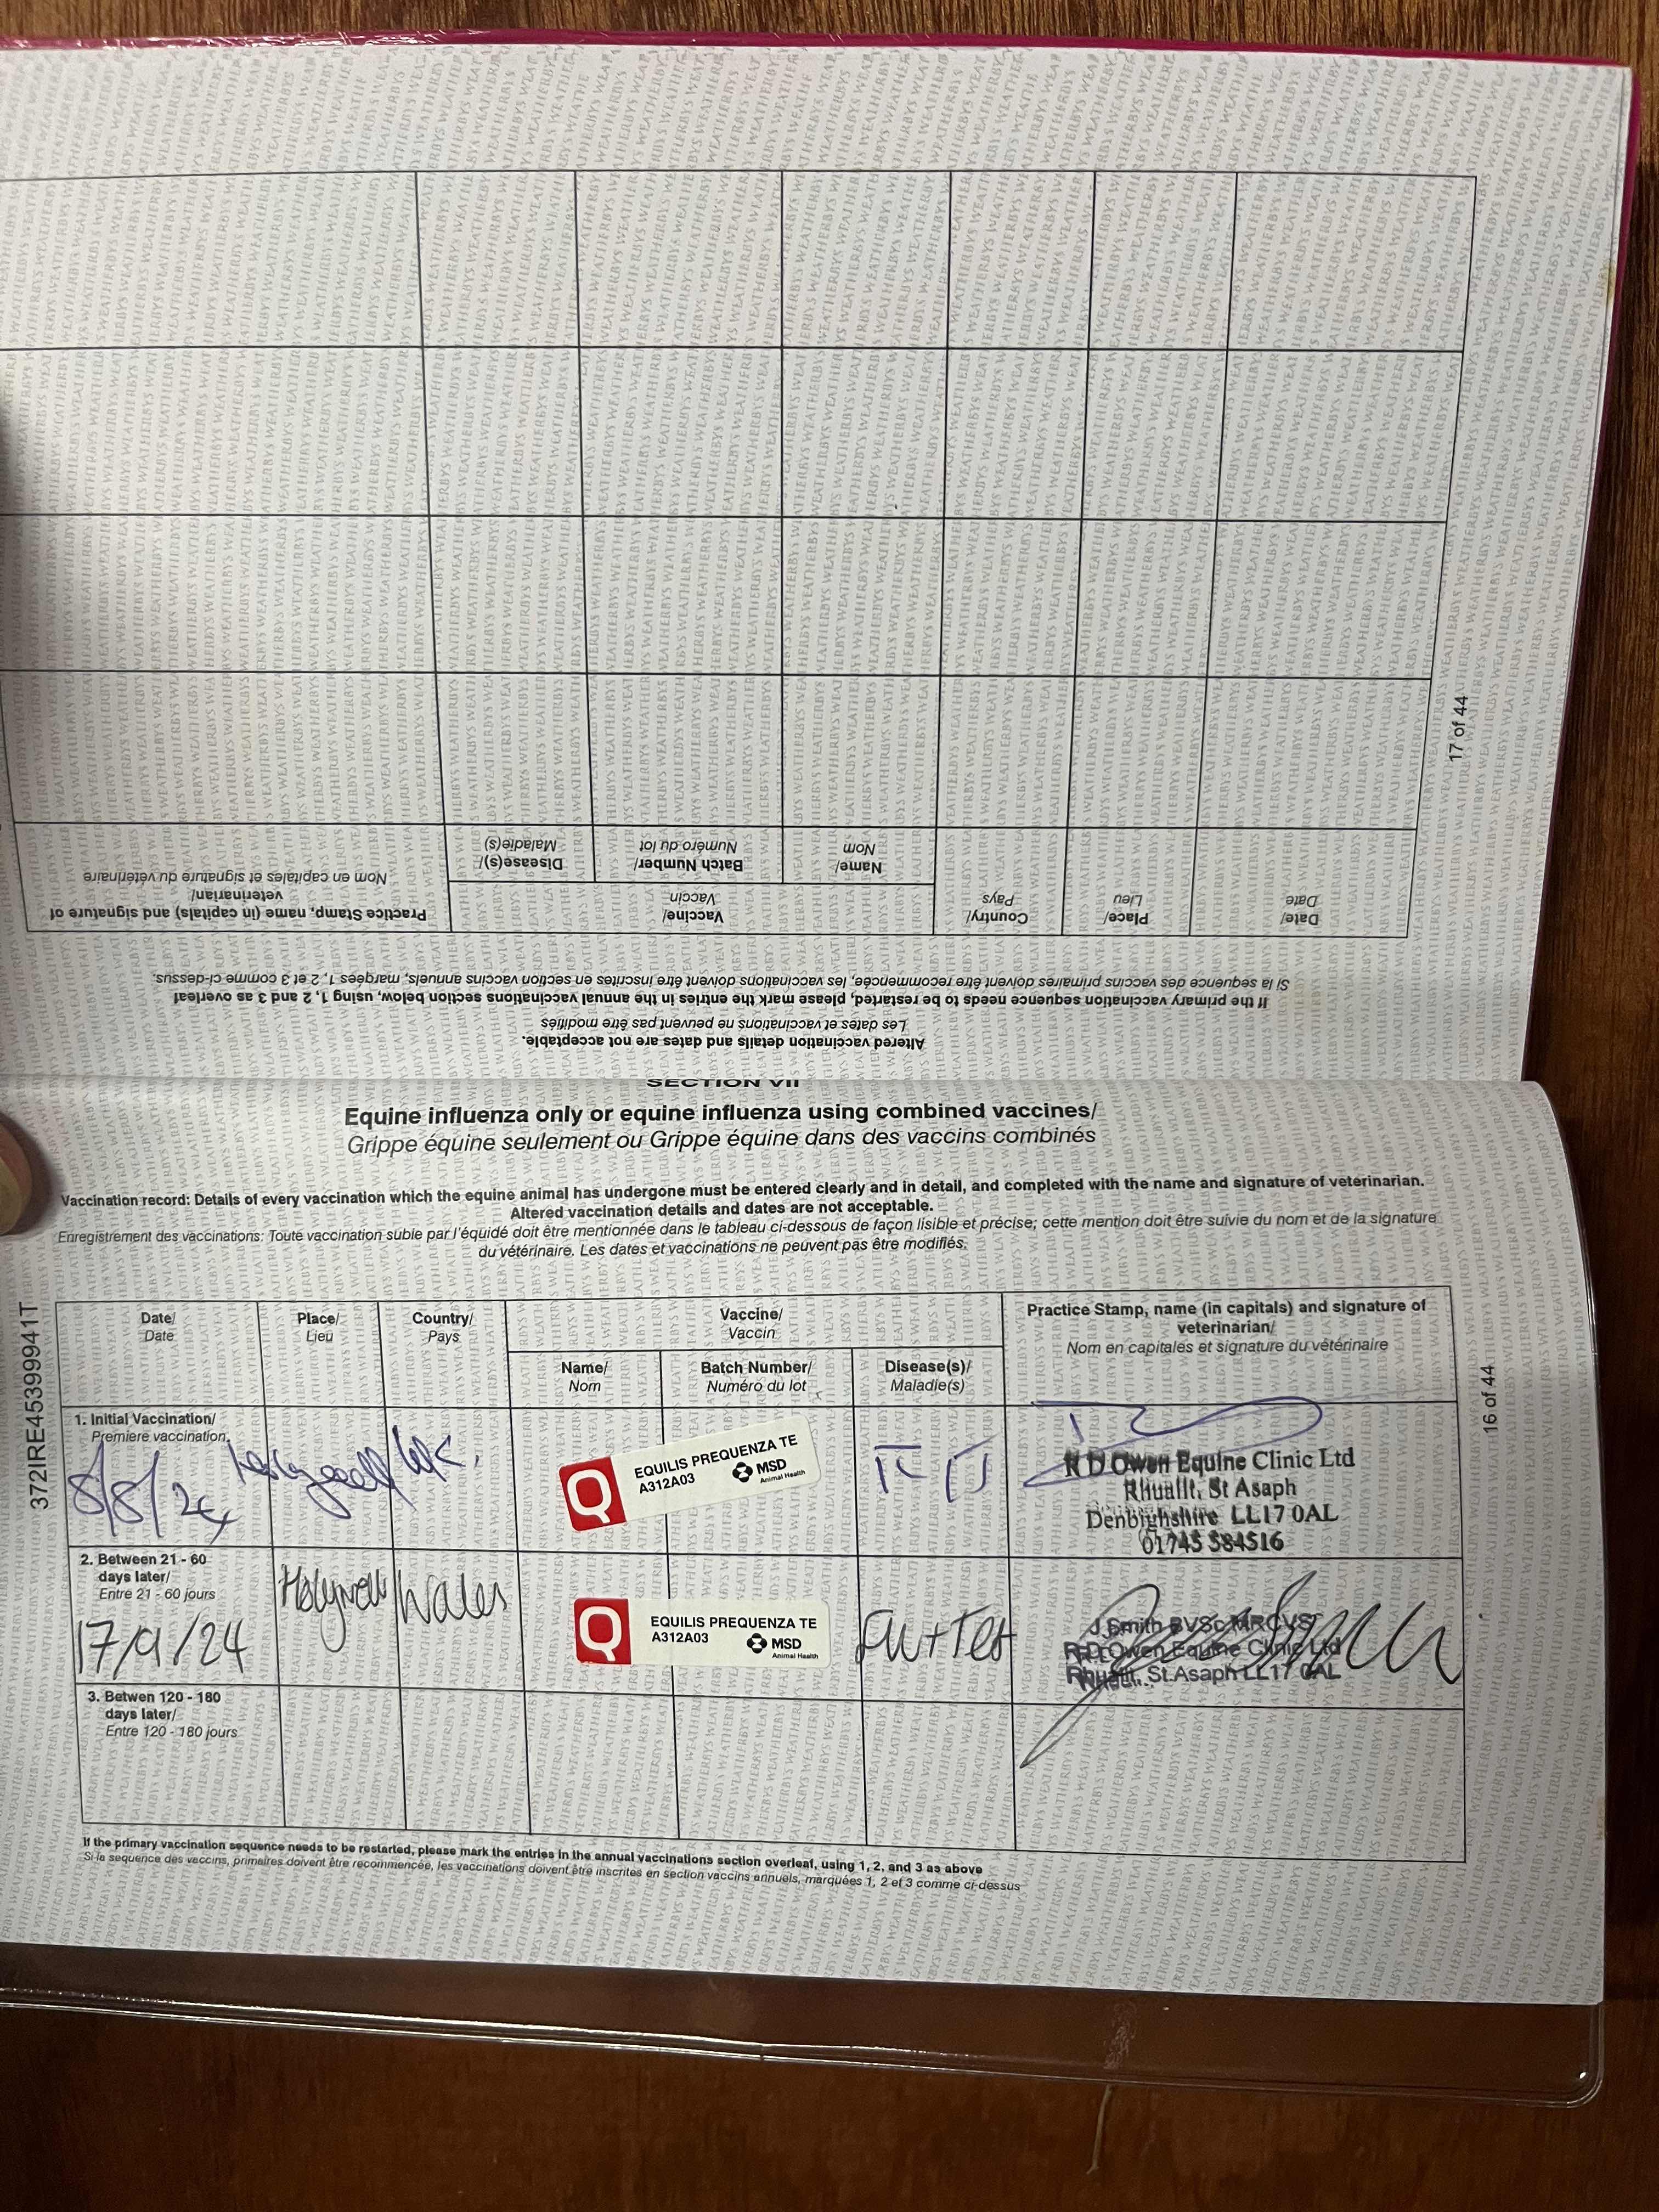 SECTION VII
Equine influenza only or equine influenza using combined vaccines/
Grippe équine seulement ou Grippe équine dans des vaccins combinés
Vaccination record: Details of every vaccination which the equine animal has undergone must be entered clearly and in detail, and completed with the name and signature of veterinarian.
Altered vaccination details and dates are not acceptable.
Enregistrement des vaccinations: Toute vaccination subie par l'équidé doit être mentionnée dans le tableau ci-dessous de façon lisible et précise; cette mention doit être suivie du nom et de la signature
du vétérinaire. Les dates et vaccinations ne peuvent pas être modifiés.
372IRE45399941T
Date/
Date
Place/
Lieu
Country/
Pays
Vaccine/
Vaccin
Name/
Nom
Batch Number/
Numéro du lot
Disease(s)/
Maladie(s)
Practice Stamp, name (in capitals) and signature of
veterinarian/
Nom en capitales et signature du vétérinaire
1. Initial Vaccination/
Premiere vaccination
8/8/24
UK
EQUILIS PREQUENZA TE
A312A03
MSD
Animal Health
R D Owen Equine Clinic Ltd
Rhuallt, St Asaph
Denbighshire LL17 0AL
01745 584516
2. Between 21 - 60
days later/
Entre 21 - 60 jours
17/9/24
Holywell
Wales
EQUILIS PREQUENZA TE
A312A03
MSD
Animal Health
Flu+Tet
J Smith BVSc MRCVS
R D Owen Equine Clinic Ltd
Rhuallt, St Asaph LL17 0AL
3. Betwen 120 - 180
days later/
Entre 120 - 180 jours
If the primary vaccination sequence needs to be restarted, please mark the entries in the annual vaccinations section overleaf, using 1, 2, and 3 as above
Si la sequence des vaccins, primaires doivent être recommencée, les vaccinations doivent être inscrites en section vaccins annuels, marquées 1, 2 et 3 comme ci-dessus
16 of 44
Altered vaccination details and dates are not acceptable.
Les dates et vaccinations ne peuvent pas être modifiés
If the primary vaccination sequence needs to be restarted, please mark the entries in the annual vaccinations section below, using 1, 2 and 3 as overleaf
Si la sequence des vaccins primaires doivent être recommencée, les vaccinations doivent être inscrites en section vaccins annuels, marqées 1, 2 et 3 comme ci-dessus.
Date/
Date
Place/
Lieu
Country/
Pays
Vaccine/
Vaccin
Name/
Nom
Batch Number/
Numéro du lot
Disease(s)/
Maladie(s)
Practice Stamp, name (in capitals) and signature of
veterinarian/
Nom en capitales et signature du vétérinaire
17 of 44